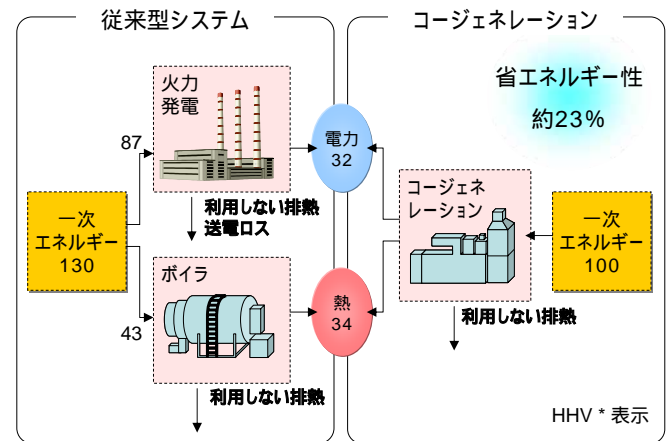 従来型システム
コージェネレーション
省エネルギー性
約23%
火力
発電
87
電力
32
利用しない排熱
送電ロス
コージェネ
レーション
一次
エネルギー
130
一次
エネルギー
100
ボイラ
43
熱
34
利用しない排熱
利用しない排熱
HHV * 表示